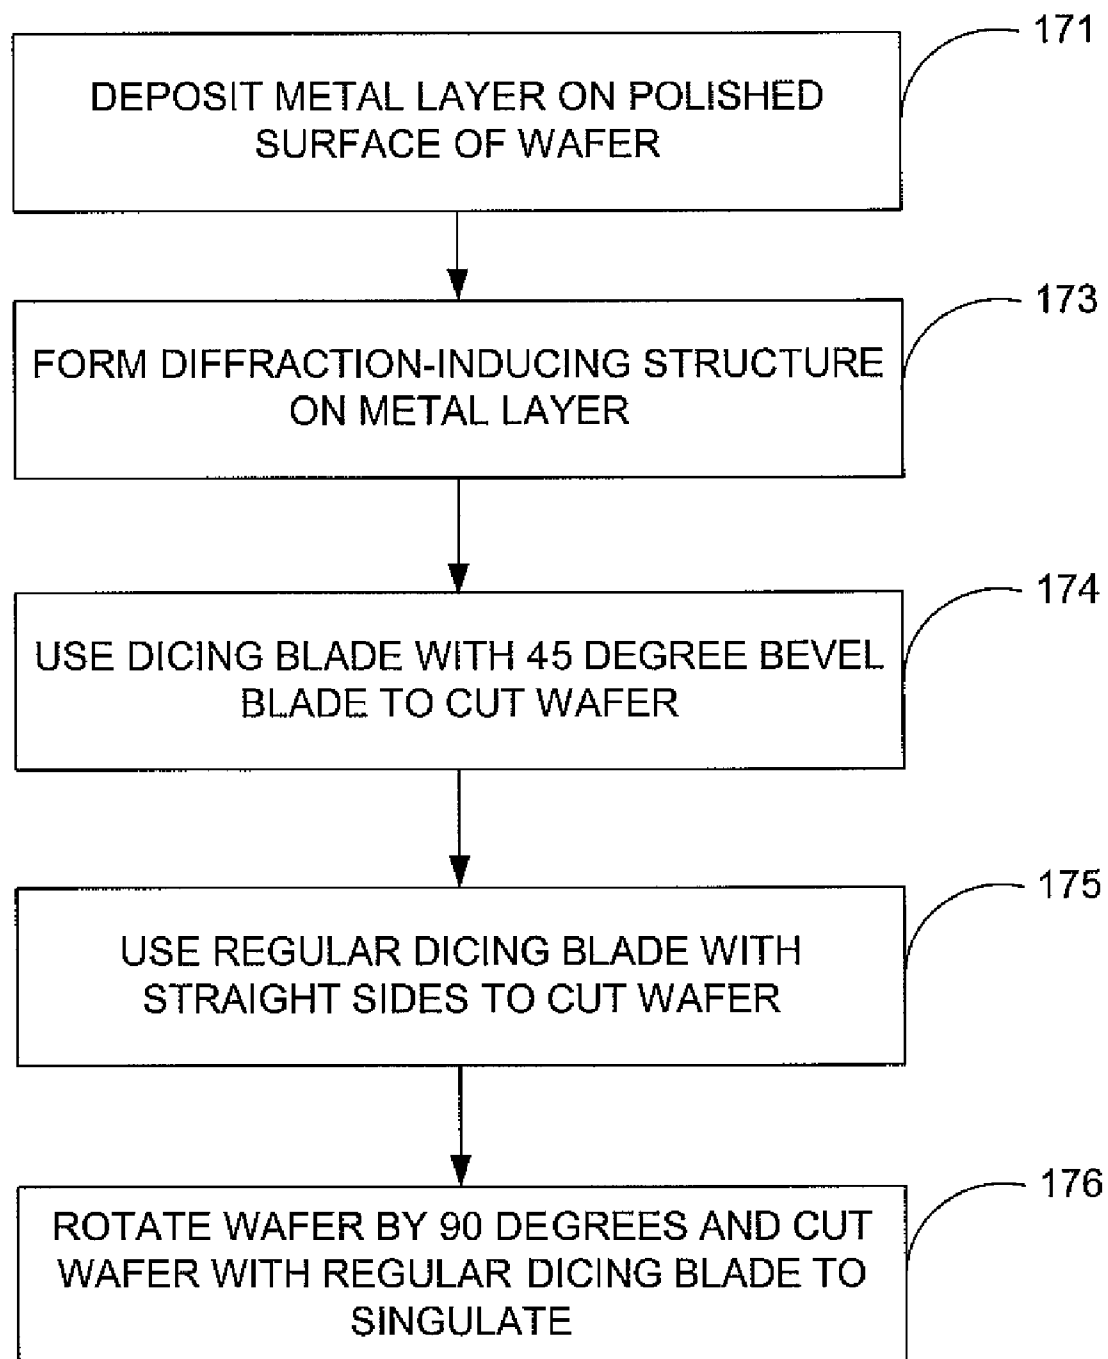 171
DEPOSIT METAL LAYER ON POLISHED
SURFACE OF WAFER
173
FORM DIFFRACTION-INDUCING STRUCTURE
ON METAL LAYER
174
USE DICING BLADE WITH 45 DEGREE BEVEL
BLADE TO CUT WAFER
175
USE REGULAR DICING BLADE WITH
STRAIGHT SIDES TO CUT WAFER
176
ROTATE WAFER BY 90 DEGREES AND CUT
WAFER WITH REGULAR DICING BLADE TO
SINGULATE